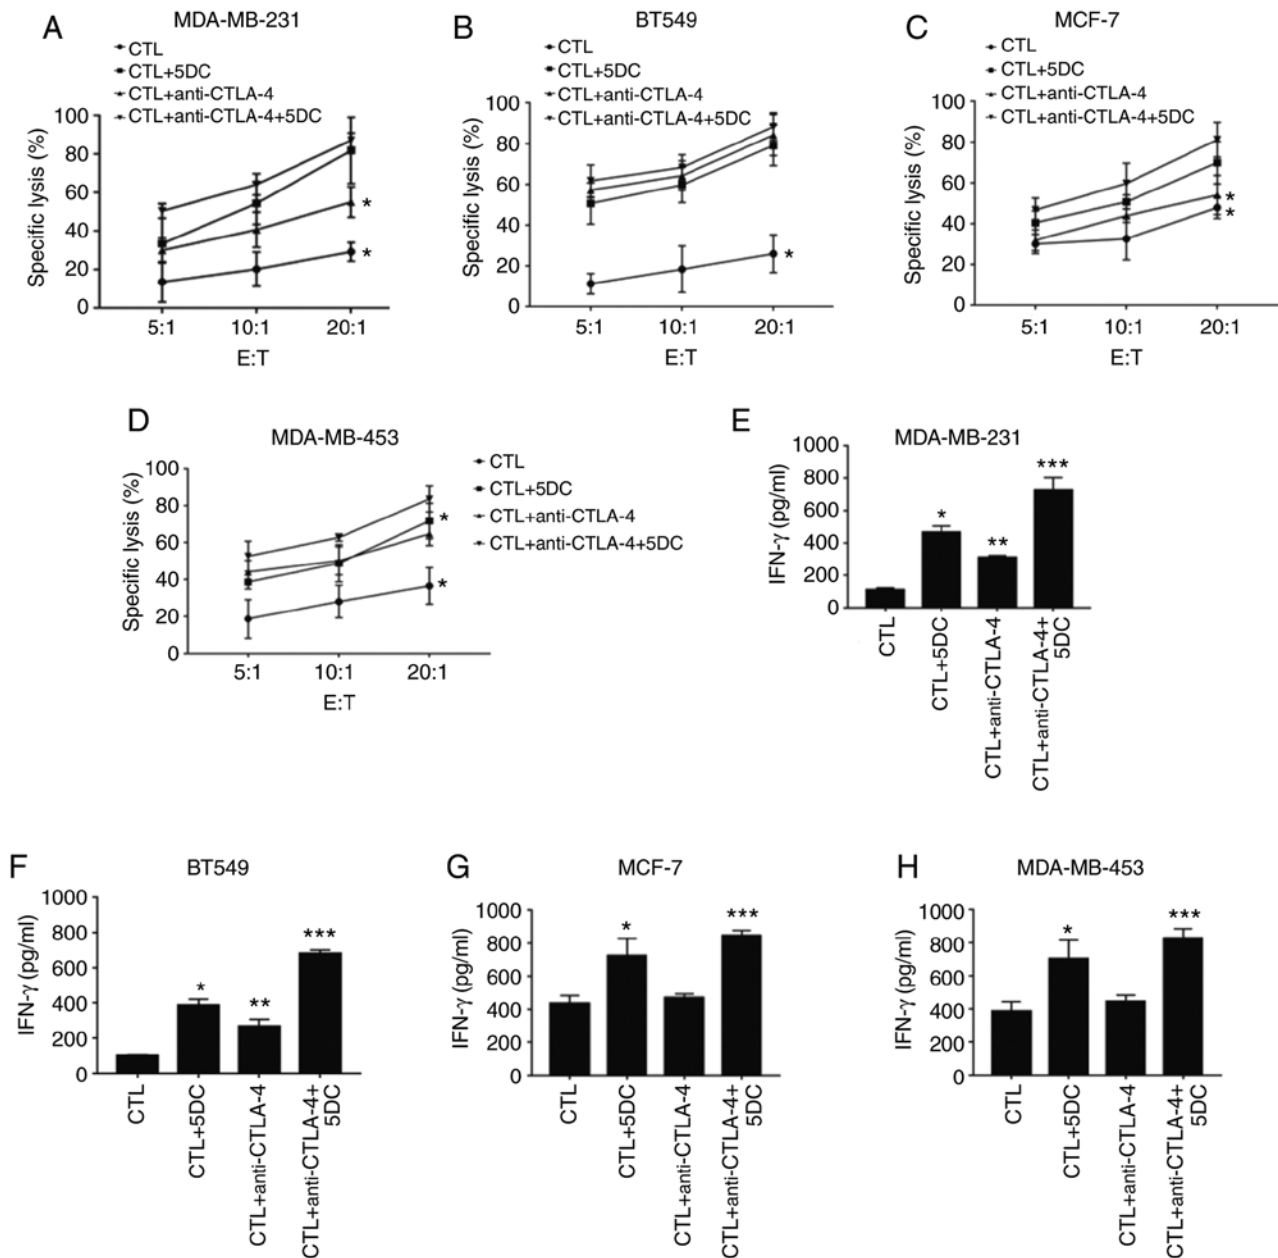 A
MDA-MB-231
CTL
CTL+5DC
CTL+anti-CTLA-4
CTL+anti-CTLA-4+5DC
Specific lysis (%)
100
80
60
40
20
0
*
*
5:1
10:1
20:1
E:T
B
BT549
CTL
CTL+5DC
CTL+anti-CTLA-4
CTL+anti-CTLA-4+5DC
Specific lysis (%)
100
80
60
40
20
0
*
5:1
10:1
20:1
E:T
C
MCF-7
CTL
CTL+5DC
CTL+anti-CTLA-4
CTL+anti-CTLA-4+5DC
Specific lysis (%)
100
80
60
40
20
0
*
*
5:1
10:1
20:1
E:T
D
MDA-MB-453
CTL
CTL+5DC
CTL+anti-CTLA-4
CTL+anti-CTLA-4+5DC
Specific lysis (%)
100
80
60
40
20
0
*
*
5:1
10:1
20:1
E:T
E
MDA-MB-231
IFN-γ (pg/ml)
1000
800
600
400
200
0
*
**
***
CTL
CTL+5DC
CTL+anti-CTLA-4
CTL+anti-CTLA-4+
5DC
F
BT549
IFN-γ (pg/ml)
1000
800
600
400
200
0
*
**
***
CTL
CTL+5DC
CTL+anti-CTLA-4
CTL+anti-CTLA-4+
5DC
G
MCF-7
IFN-γ (pg/ml)
1000
800
600
400
200
0
*
***
CTL
CTL+5DC
CTL+anti-CTLA-4
CTL+anti-CTLA-4+
5DC
H
MDA-MB-453
IFN-γ (pg/ml)
1000
800
600
400
200
0
*
***
CTL
CTL+5DC
CTL+anti-CTLA-4
CTL+anti-CTLA-4+
5DC